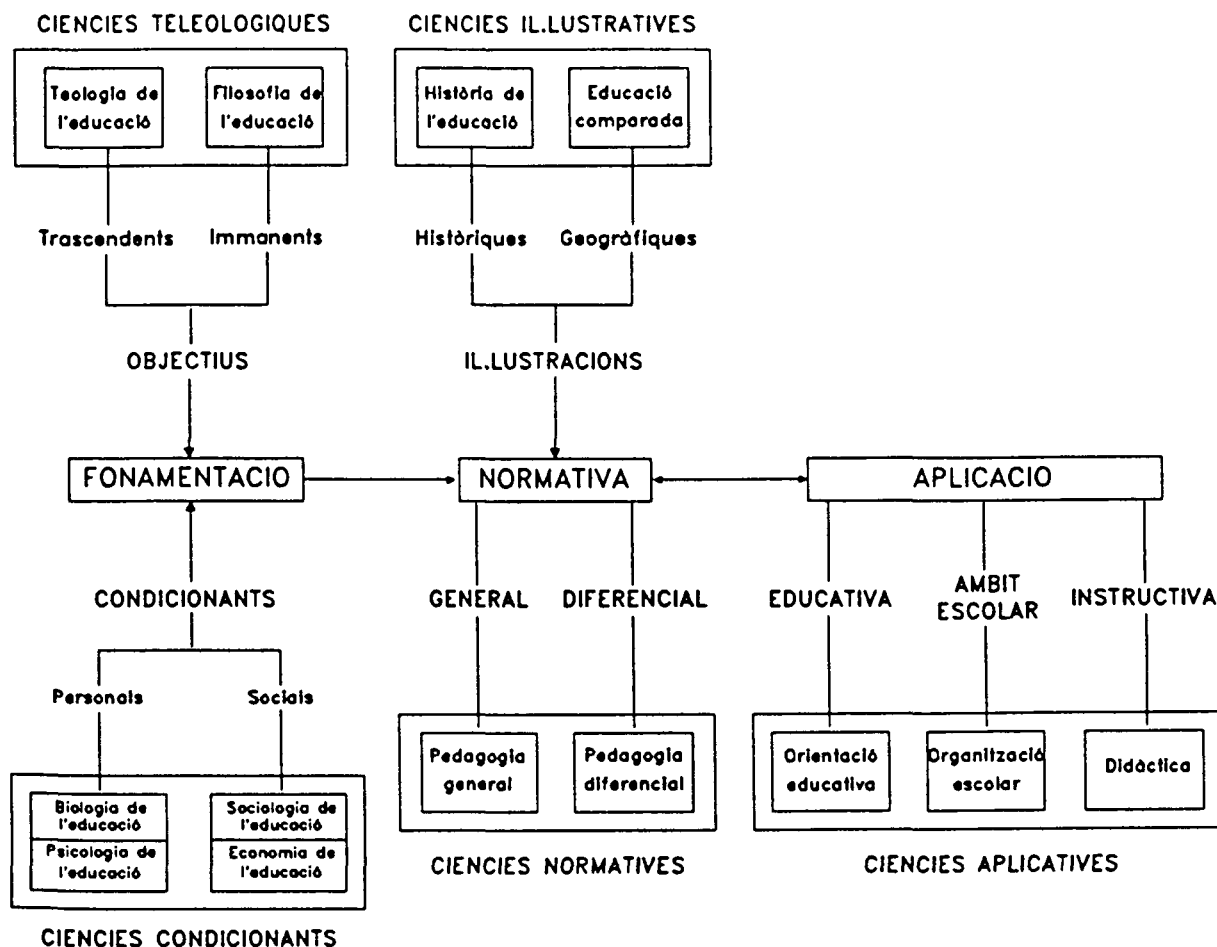 CIENCIES TELEOLOGIQUES
CIENCIES IL.LUSTRATIVES
Teologia de
l'educació
Filosofia de
l'educació
Història de
l'educació
Educació
comparada
Trascendents
Immanents
Històriques
Geogràfiques
OBJECTIUS
IL.LUSTRACIONS
FONAMENTACIO
NORMATIVA
APLICACIO
CONDICIONANTS
GENERAL
DIFERENCIAL
EDUCATIVA
AMBIT
ESCOLAR
INSTRUCTIVA
Personals
Socials
Pedagogia
general
Pedagogia
diferencial
Orientació
educativa
Organització
escolar
Didàctica
Biologia de
l'educació
Psicologia de
l'educació
Sociologia de
l'educació
Economia de
l'educació
CIENCIES NORMATIVES
CIENCIES APLICATIVES
CIENCIES CONDICIONANTS